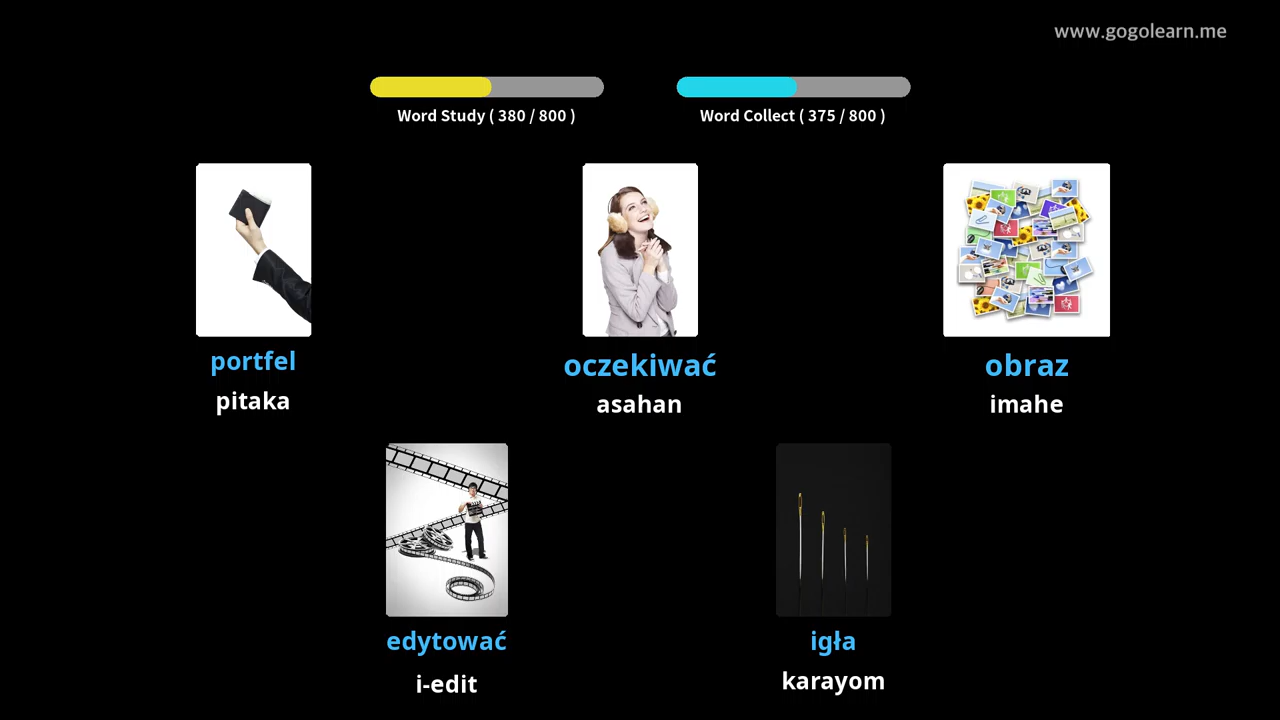 www.gogolearn.me
Word Study ( 380 / 800 )
Word Collect ( 375 / 800 )
portfel
pitaka
oczekiwać
asahan
obraz
imahe
edytować
i-edit
igła
karayom